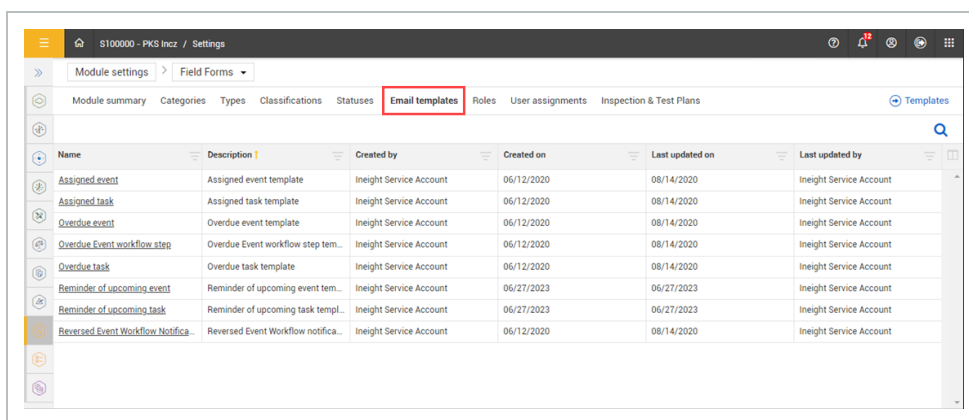 S100000 - PKS Incz / Settings
12
Module settings > Field Forms
Module summary Categories Types Classifications Statuses Email templates Roles User assignments Inspection & Test Plans Templates
Name Description Created by Created on Last updated on Last updated by
Assigned event Assigned event template Ineight Service Account 06/12/2020 08/14/2020 Ineight Service Account
Assigned task Assigned task template Ineight Service Account 06/12/2020 08/14/2020 Ineight Service Account
Overdue event Overdue event template Ineight Service Account 06/12/2020 08/14/2020 Ineight Service Account
Overdue Event workflow step Overdue Event workflow step tem... Ineight Service Account 06/12/2020 08/14/2020 Ineight Service Account
Overdue task Overdue task template Ineight Service Account 06/12/2020 08/14/2020 Ineight Service Account
Reminder of upcoming event Reminder of upcoming event tem... Ineight Service Account 06/27/2023 06/27/2023 Ineight Service Account
Reminder of upcoming task Reminder of upcoming task templ... Ineight Service Account 06/27/2023 06/27/2023 Ineight Service Account
Reversed Event Workflow Notifica... Reversed Event Workflow notifica... Ineight Service Account 06/12/2020 08/14/2020 Ineight Service Account